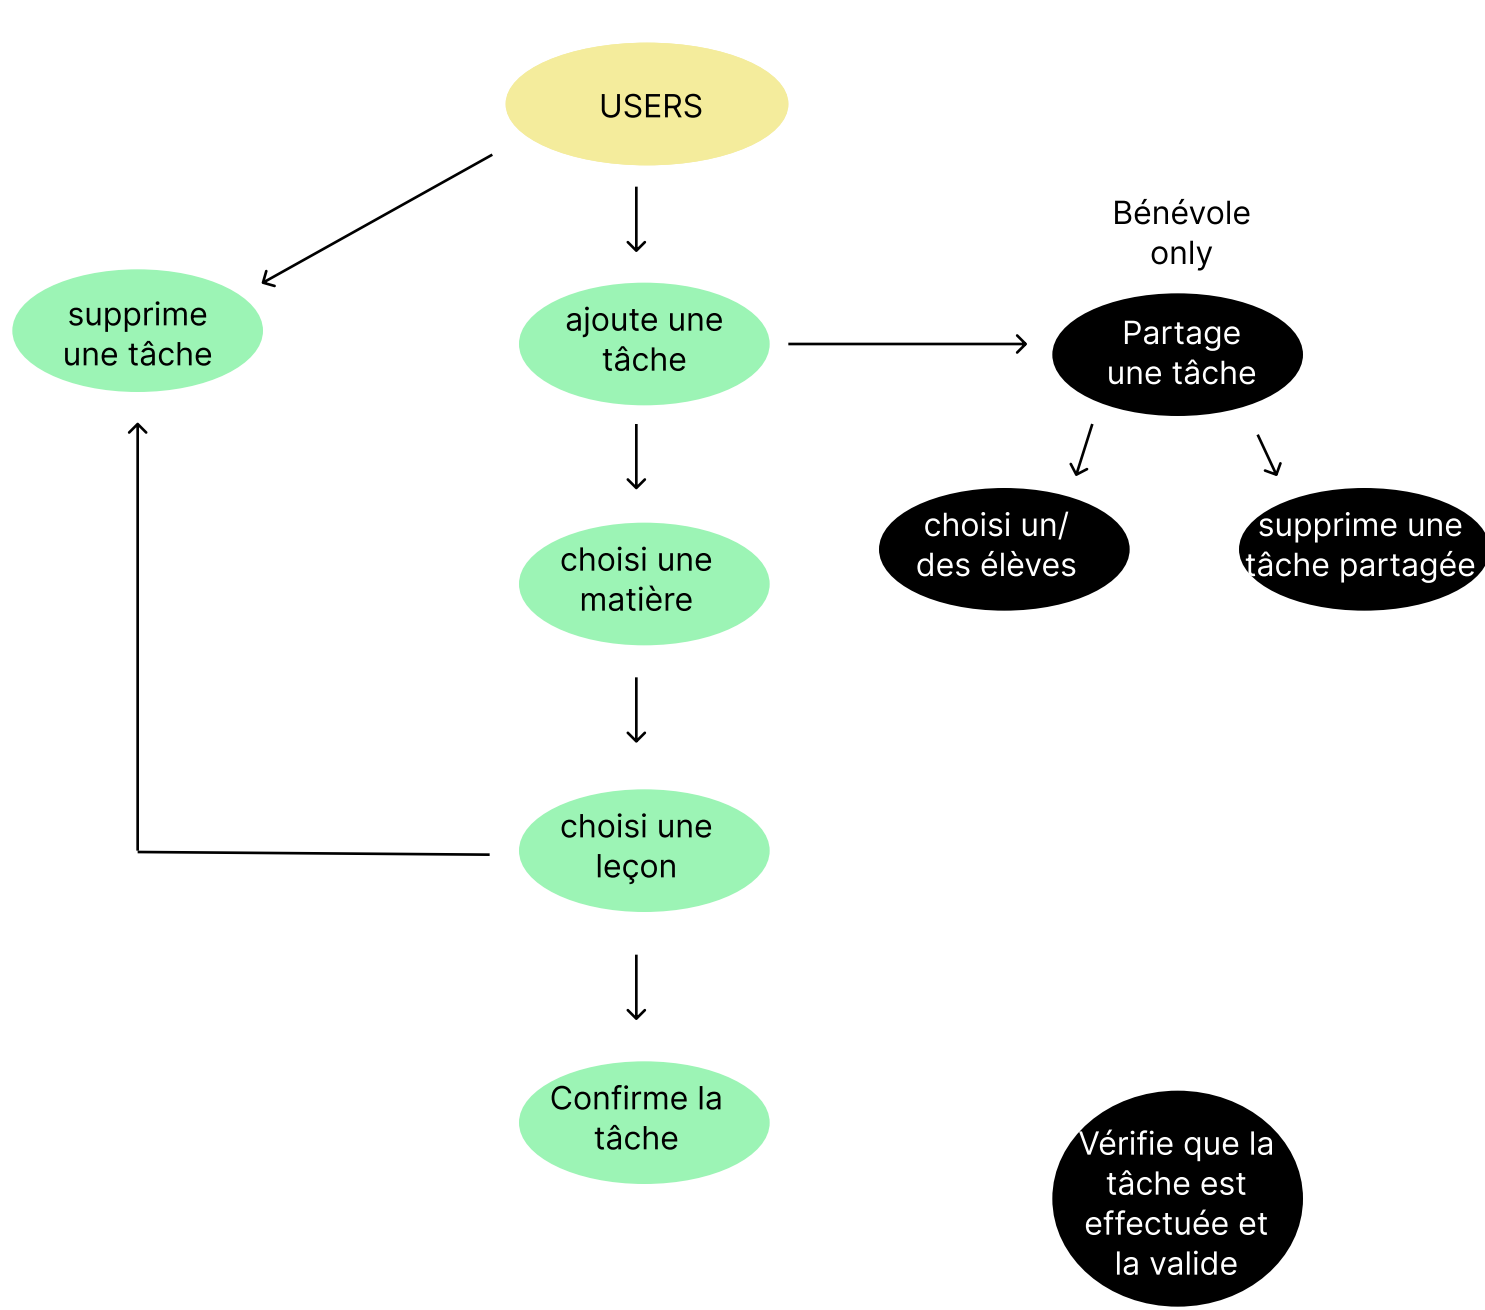 USERS
Bénévole
only
supprime
une tâche
ajoute une
tâche
Partage
une tâche
choisi une
matière
choisi un/
des élèves
supprime une
tâche partagée
choisi une
leçon
Confirme la
tâche
Vérifie que la
tâche est
effectuée et
la valide